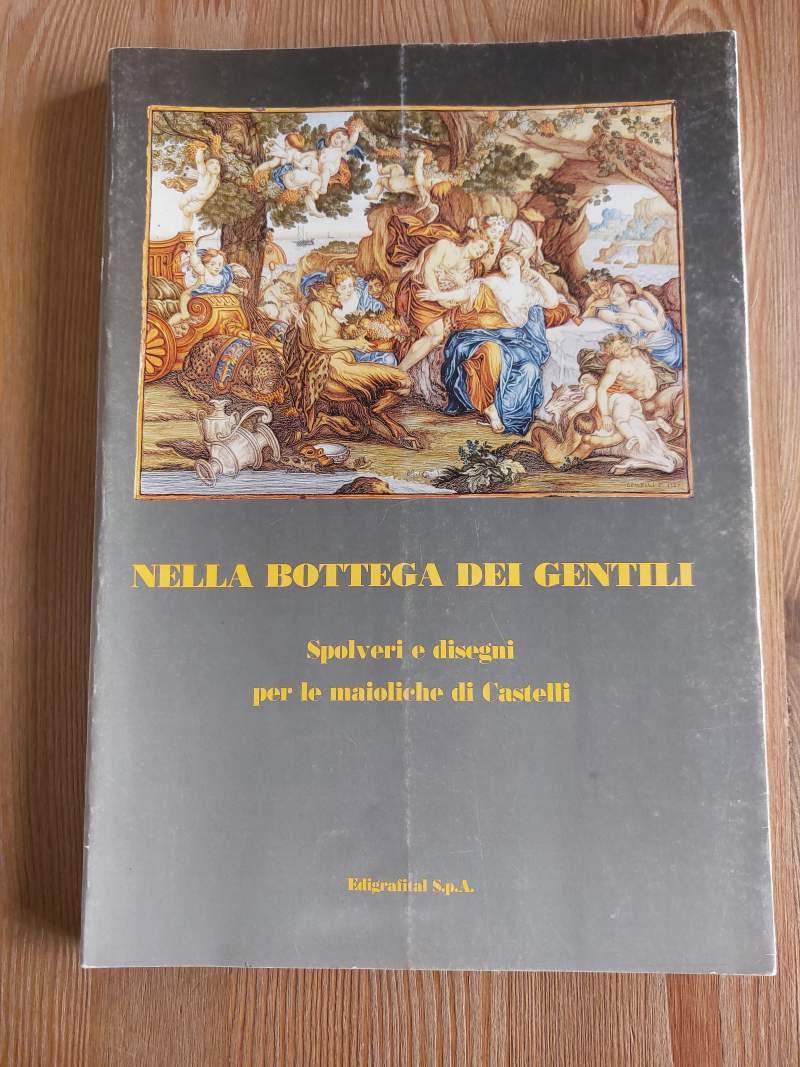 NELLA BOTTEGA DEI GENTILI
Spolveri e disegni
per le maioliche di Castelli
Edigrafital S.p.A.